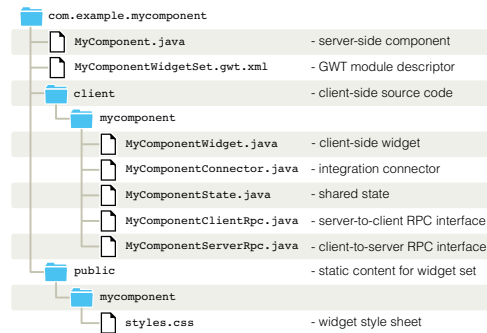 com.example.mycomponent
MyComponent.java - server-side component
MyComponentWidgetSet.gwt.xml - GWT module descriptor
client - client-side source code
mycomponent
MyComponentWidget.java - client-side widget
MyComponentConnector.java - integration connector
MyComponentState.java - shared state
MyComponentClientRpc.java - server-to-client RPC interface
MyComponentServerRpc.java - client-to-server RPC interface
public - static content for widget set
mycomponent
styles.css - widget style sheet